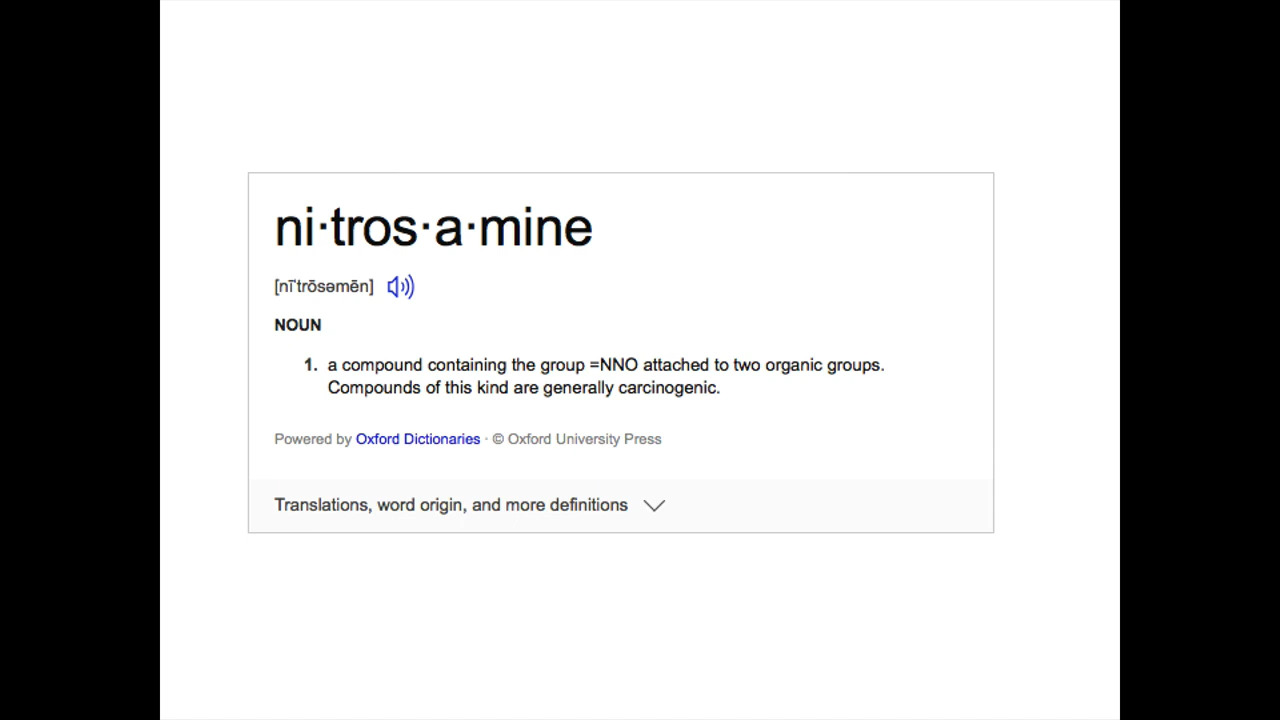 ni·tros·a·mine
[nīˈtrōsəmēn]
NOUN
1. a compound containing the group =NNO attached to two organic groups.
Compounds of this kind are generally carcinogenic.
Powered by Oxford Dictionaries · © Oxford University Press
Translations, word origin, and more definitions